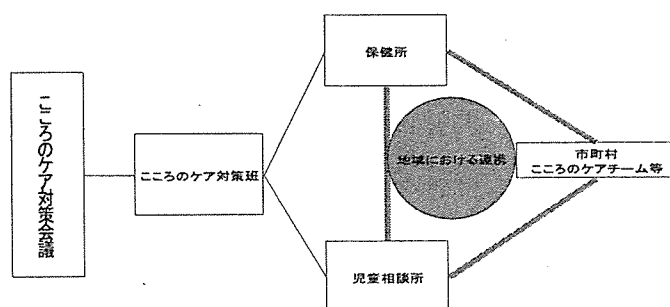 こころのケア対策会議
こころのケア対策班
保健所
地域における連携
市町村
こころのケアチーム等
児童相談所